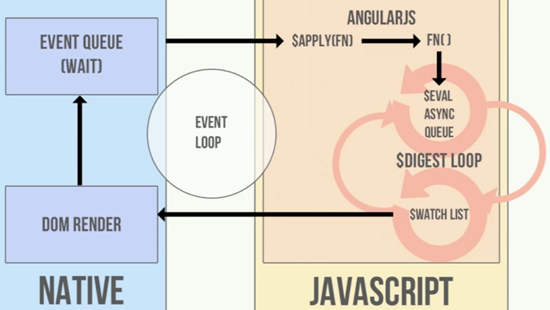 ANGULARJS
EVENT QUEUE
(WAIT)
$APPLY(FN)
FN( )
$EVAL
ASYNC
QUEUE
EVENT
LOOP
$DIGEST LOOP
DOM RENDER
$WATCH LIST
NATIVE
JAVASCRIPT